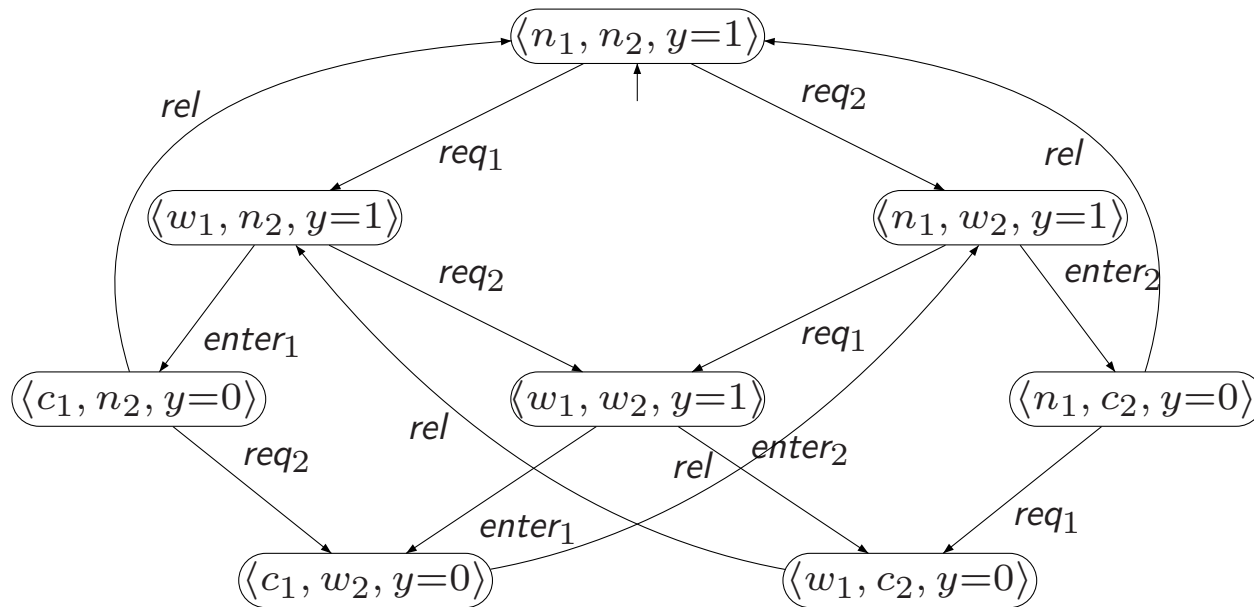 ⟨n₁, n₂, y=1⟩
rel
req₂
req₁
rel
⟨w₁, n₂, y=1⟩
⟨n₁, w₂, y=1⟩
req₂
enter₂
enter₁
req₁
⟨c₁, n₂, y=0⟩
⟨w₁, w₂, y=1⟩
⟨n₁, c₂, y=0⟩
rel
req₂
rel
enter₂
enter₁
req₁
⟨c₁, w₂, y=0⟩
⟨w₁, c₂, y=0⟩